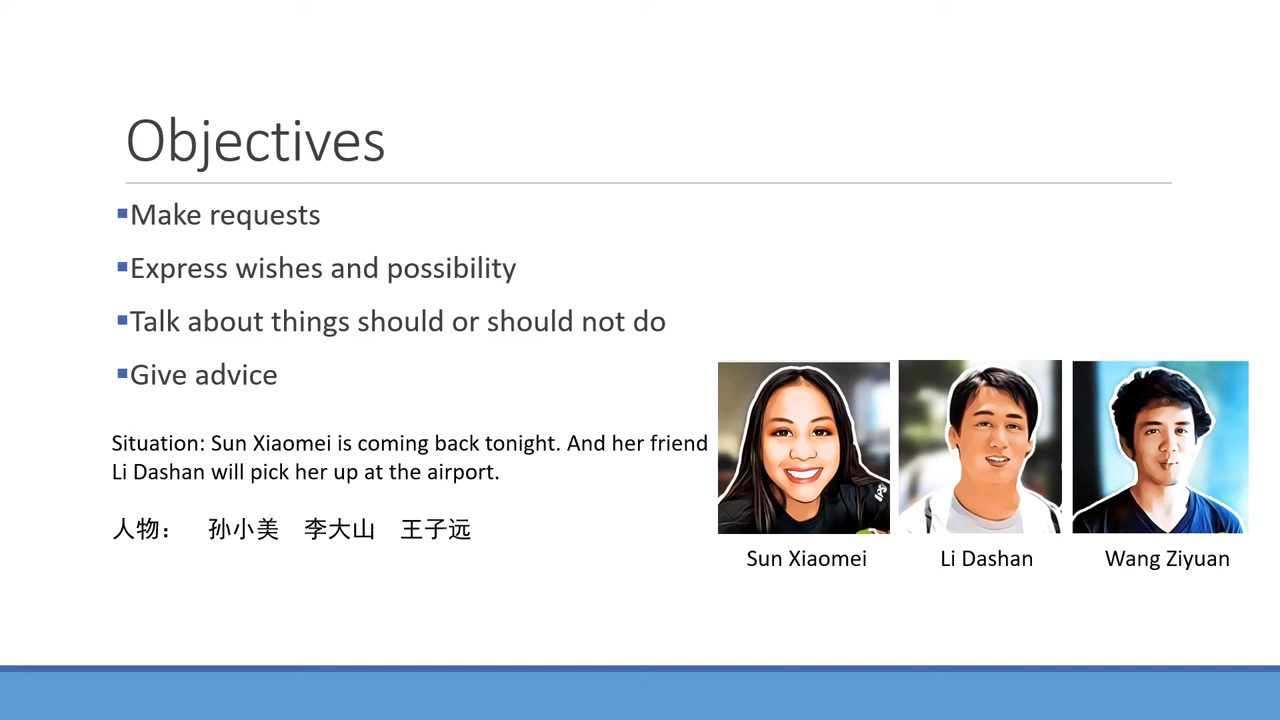 Objectives
▪Make requests
▪Express wishes and possibility
▪Talk about things should or should not do
▪Give advice
Situation: Sun Xiaomei is coming back tonight. And her friend
Li Dashan will pick her up at the airport.
人物： 孙小美 李大山 王子远
Sun Xiaomei Li Dashan Wang Ziyuan